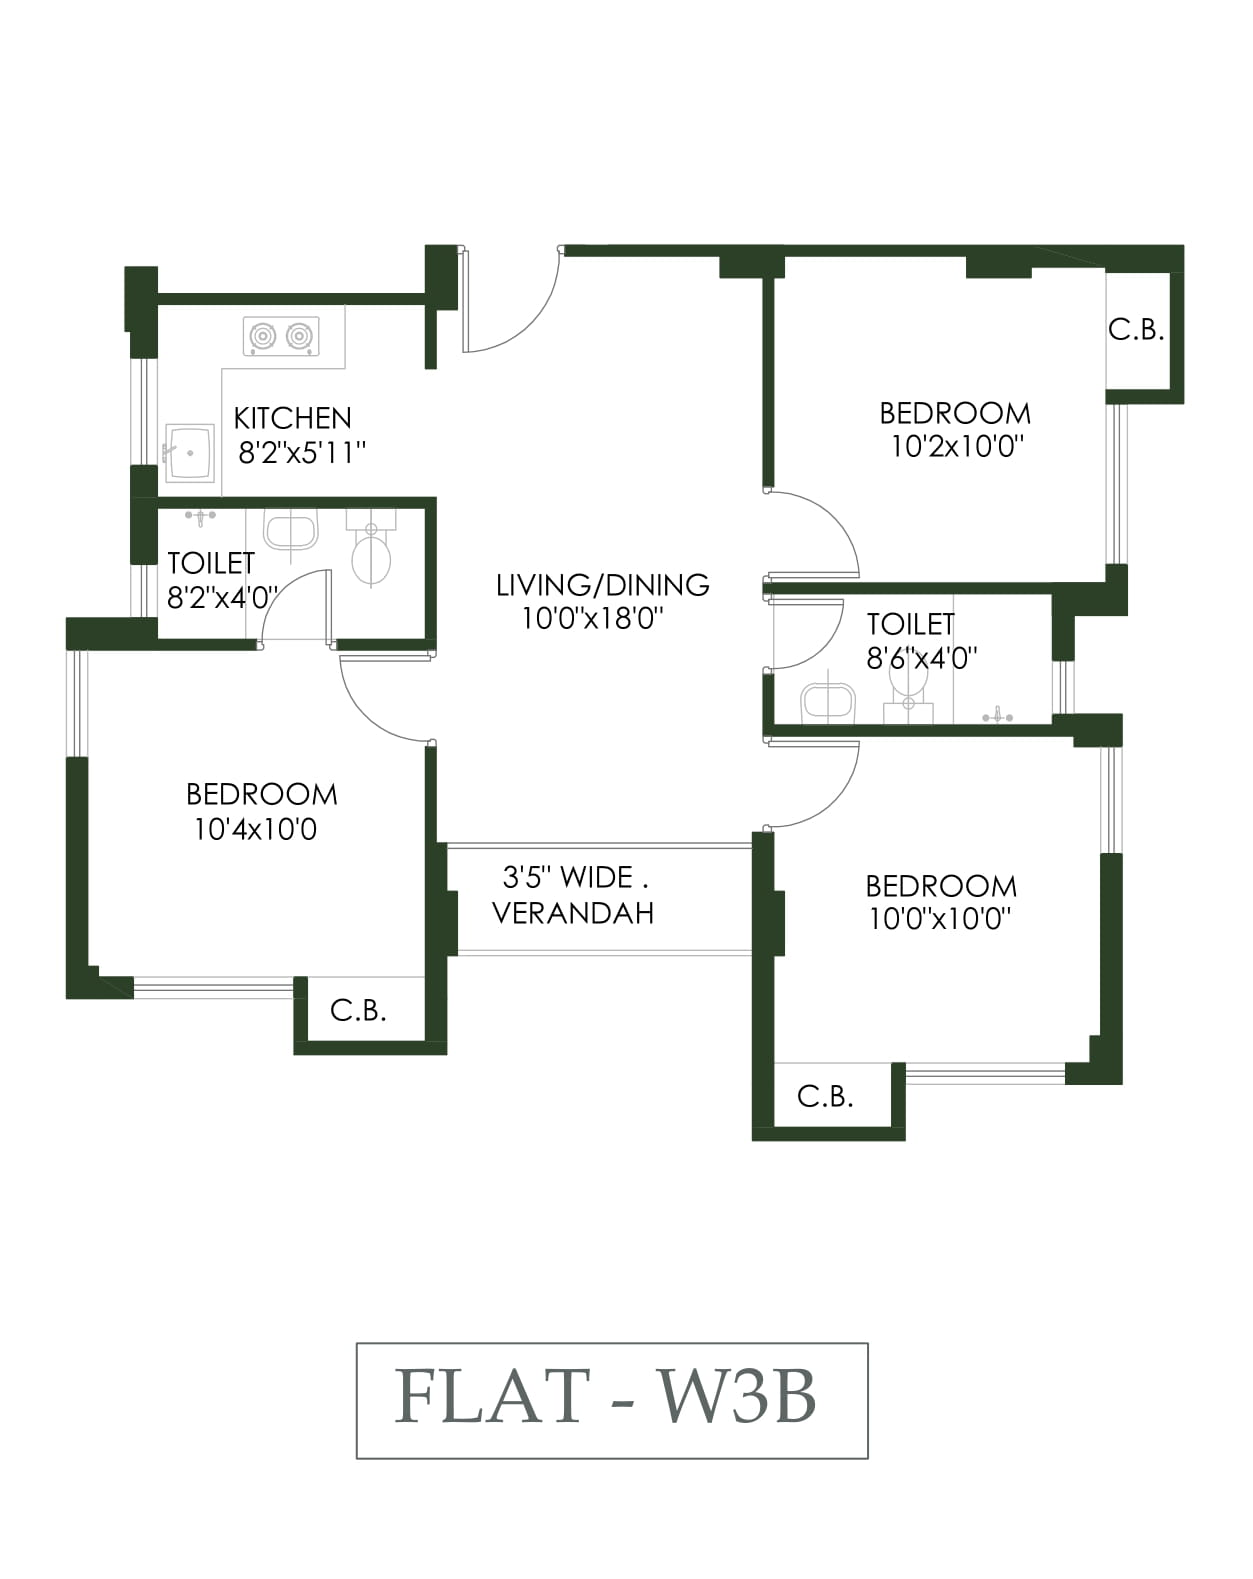 C.B.
KITCHEN
8'2"x5'11"
BEDROOM
10'2x10'0"
TOILET
8'2"x4'0"
LIVING/DINING
10'0"x18'0"
TOILET
8'6"x4'0"
BEDROOM
10'4x10'0
3'5" WIDE .
VERANDAH
BEDROOM
10'0"x10'0"
C.B.
C.B.
FLAT - W3B